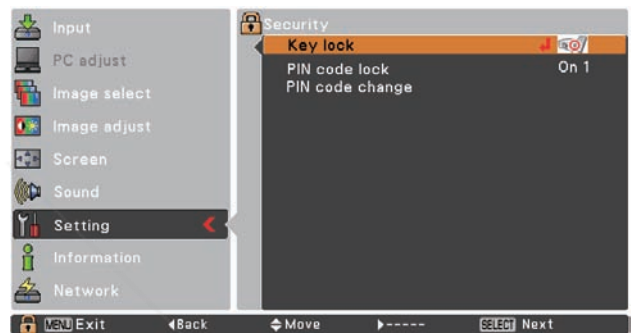 Input
PC adjust
Image select
Image adjust
Screen
Sound
Setting
Information
Network
Security
Key lock
PIN code lock On 1
PIN code change
MENU Exit ◀Back ◆Move ▶----- SELECT Next